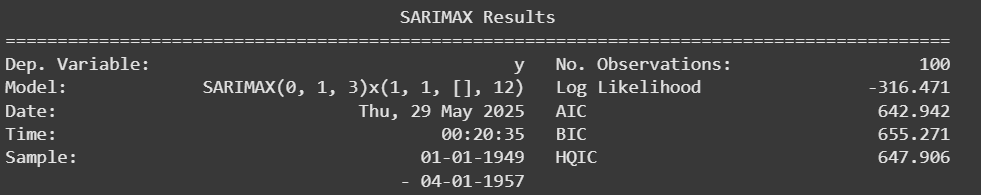 SARIMAX Results
==========================================================================================
Dep. Variable: y No. Observations: 100
Model: SARIMAX(0, 1, 3)x(1, 1, [], 12) Log Likelihood -316.471
Date: Thu, 29 May 2025 AIC 642.942
Time: 00:20:35 BIC 655.271
Sample: 01-01-1949 HQIC 647.906
- 04-01-1957